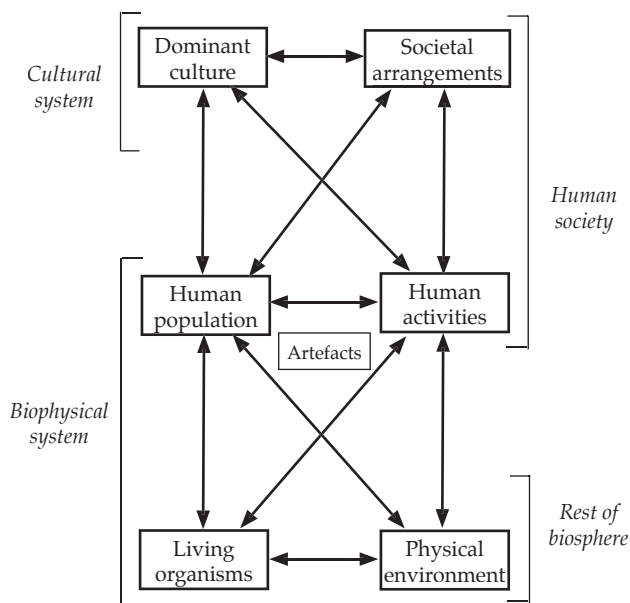 Dominant
culture
Societal
arrangements
Cultural
system
Human
society
Human
population
Human
activities
Artefacts
Biophysical
system
Rest of
biosphere
Living
organisms
Physical
environment